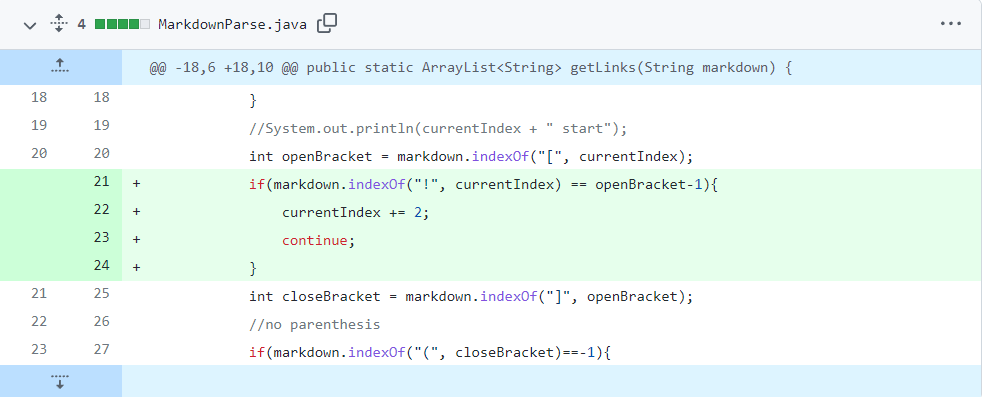 4 MarkdownParse.java
@@ -18,6 +18,10 @@ public static ArrayList<String> getLinks(String markdown) {
18 18 }
19 19 //System.out.println(currentIndex + " start");
20 20 int openBracket = markdown.indexOf("[", currentIndex);
21 + if(markdown.indexOf("!", currentIndex) == openBracket-1){
22 + currentIndex += 2;
23 + continue;
24 + }
21 25 int closeBracket = markdown.indexOf("]", openBracket);
22 26 //no parenthesis
23 27 if(markdown.indexOf("(", closeBracket)==-1){